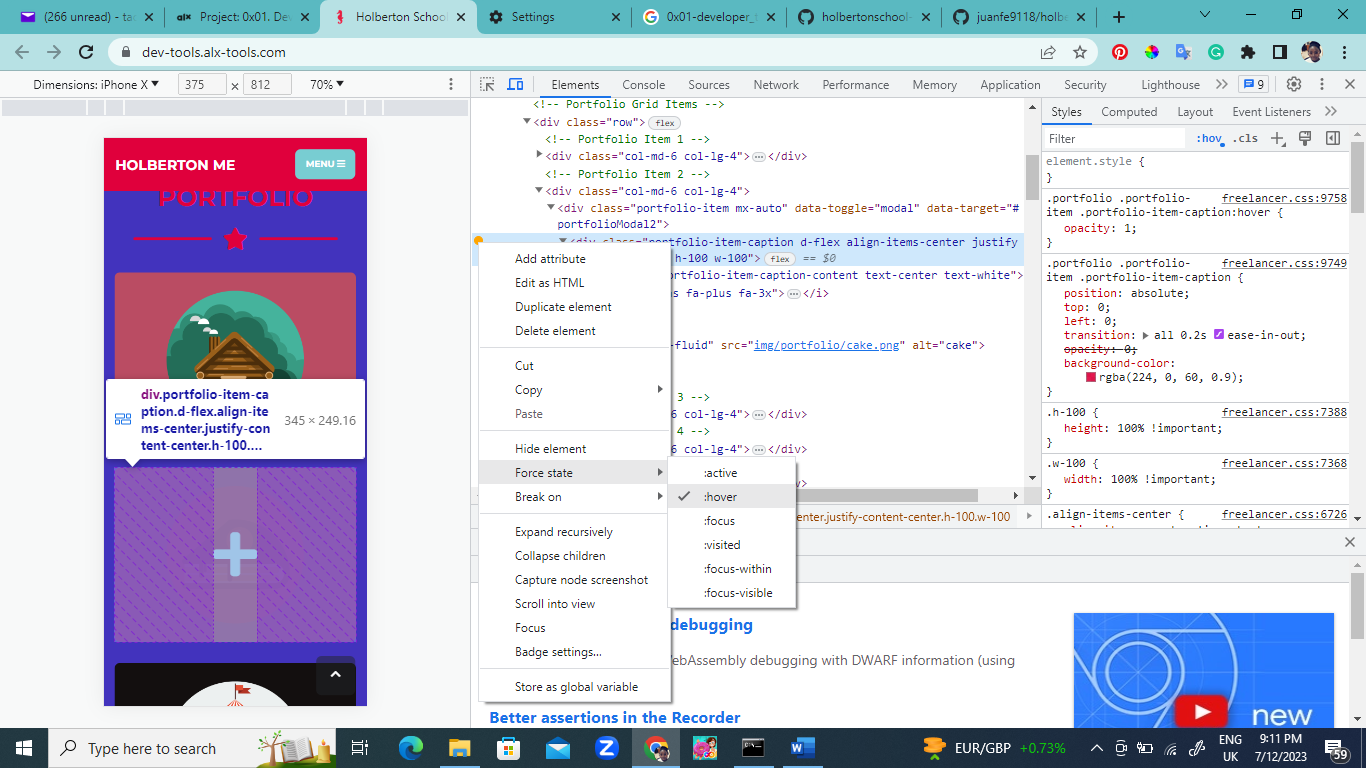 (266 unread) - ta
Project: 0x01. De
Holberton School
Settings
0x01-developer_t
holbertonschool-
juanfe9118/holbe
dev-tools.alx-tools.com
Dimensions: iPhone X ▼ 375 × 812 70% ▼
Elements Console Sources Network Performance Memory Application Security Lighthouse 9
HOLBERTON ME
MENU
PORTFOLIO
div.portfolio-item-ca
ption.d-flex.align-ite
ms-center.justify-con
tent-center.h-100....
345 × 249.16
<!-- Portfolio Grid Items -->
<div class="row"> flex
<!-- Portfolio Item 1 -->
<div class="col-md-6 col-lg-4"> … </div>
<!-- Portfolio Item 2 -->
<div class="col-md-6 col-lg-4">
<div class="portfolio-item mx-auto" data-toggle="modal" data-target="#
portfolioModal2">
<div class="portfolio-item-caption d-flex align-items-center justify
h-100 w-100"> flex == $0
portfolio-item-caption-content text-center text-white">
s fa-plus fa-3x"> … </i>
-fluid" src="img/portfolio/cake.png" alt="cake">
3 -->
6 col-lg-4"> … </div>
4 -->
6 col-lg-4"> … </div>
enter.justify-content-center.h-100.w-100
Add attribute
Edit as HTML
Duplicate element
Delete element
Cut
Copy
Paste
Hide element
Force state
Break on
Expand recursively
Collapse children
Capture node screenshot
Scroll into view
Focus
Badge settings...
Store as global variable
:active
:hover
:focus
:visited
:focus-within
:focus-visible
Styles Computed Layout Event Listeners
Filter :hov .cls
element.style {
}
.portfolio .portfolio- freelancer.css:9758
item .portfolio-item-caption:hover {
opacity: 1;
}
.portfolio .portfolio- freelancer.css:9749
item .portfolio-item-caption {
position: absolute;
top: 0;
left: 0;
transition: all 0.2s ease-in-out;
opacity: 0;
background-color:
rgba(224, 0, 60, 0.9);
}
.h-100 { freelancer.css:7388
height: 100% !important;
}
.w-100 { freelancer.css:7368
width: 100% !important;
}
.align-items-center { freelancer.css:6726
debugging
ebAssembly debugging with DWARF information (using
Better assertions in the Recorder
new
Type here to search
EUR/GBP +0.73%
ENG
UK
9:11 PM
7/12/2023
59